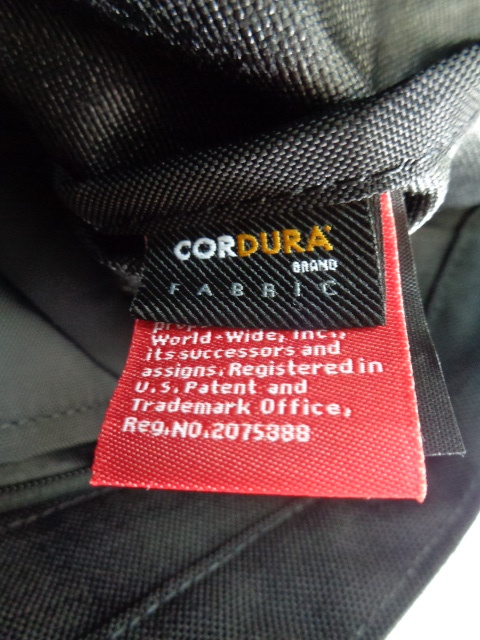 CORDURA
BRAND
FABRIC
World-Wide, Inc.,
its successors and
assigns. Registered in
U.S. Patent and
Trademark Office,
Reg.NO.2075388